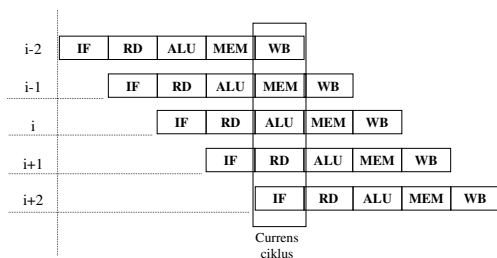 i-2 IF RD ALU MEM WB
i-1 IF RD ALU MEM WB
i IF RD ALU MEM WB
i+1 IF RD ALU MEM WB
i+2 IF RD ALU MEM WB
Currens
ciklus